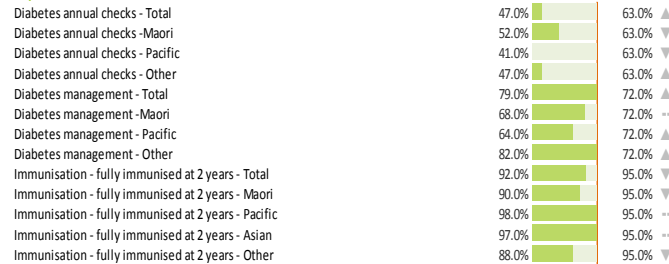 Diabetes annual checks - Total 47.0% 63.0%
Diabetes annual checks -Maori 52.0% 63.0%
Diabetes annual checks - Pacific 41.0% 63.0%
Diabetes annual checks - Other 47.0% 63.0%
Diabetes management - Total 79.0% 72.0%
Diabetes management -Maori 68.0% 72.0%
Diabetes management - Pacific 64.0% 72.0%
Diabetes management - Other 82.0% 72.0%
Immunisation - fully immunised at 2 years - Total 92.0% 95.0%
Immunisation - fully immunised at 2 years - Maori 90.0% 95.0%
Immunisation - fully immunised at 2 years - Pacific 98.0% 95.0%
Immunisation - fully immunised at 2 years - Asian 97.0% 95.0%
Immunisation - fully immunised at 2 years - Other 88.0% 95.0%